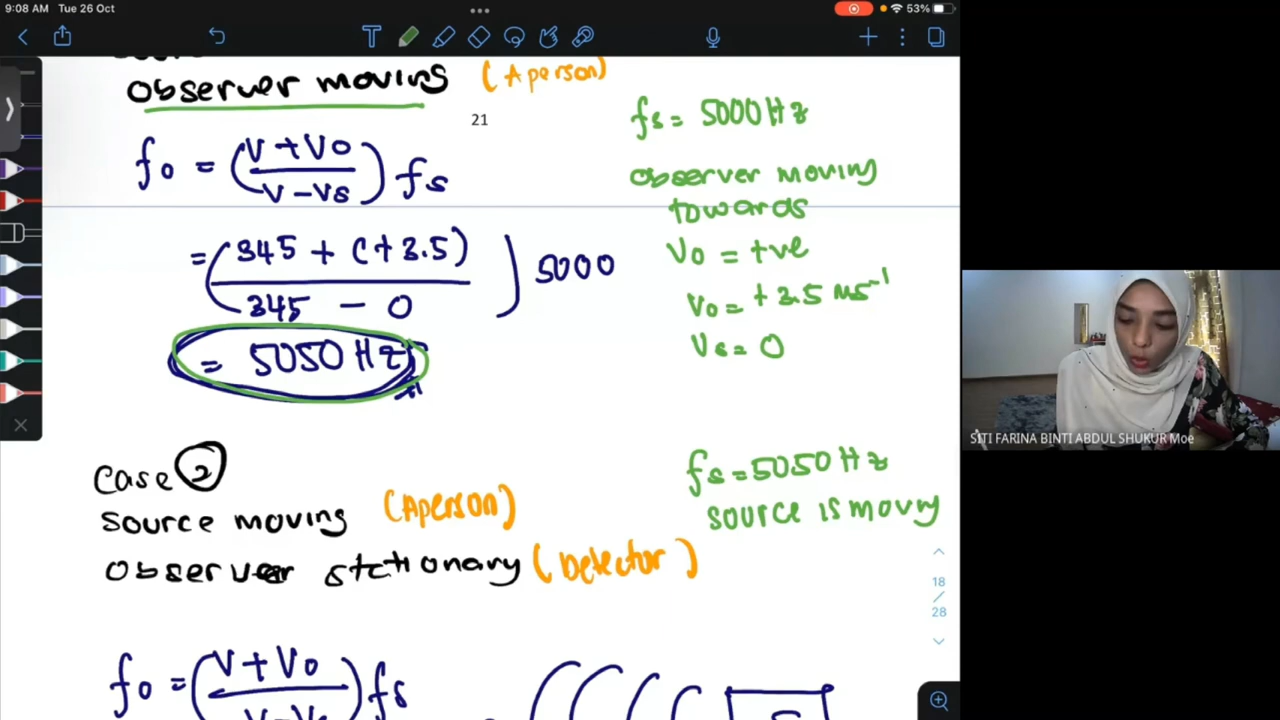 9:08 AM Tue 26 Oct
53%
observer moving (A person)
21
fo = (V + Vo / V - Vs) fs
= (345 + (+3.5) / 345 - 0) 5000
= 5050 Hz
fs = 5000 Hz
observer moving
towards
Vo = +ve
Vo = +3.5 ms-1
Vs = 0
case 2
source moving (A person)
observer stationary (Detector)
fs = 5050 Hz
source is moving
fo = (V + Vo / V - Vs) fs
18
/
28
SITI FARINA BINTI ABDUL SHUKUR Moe